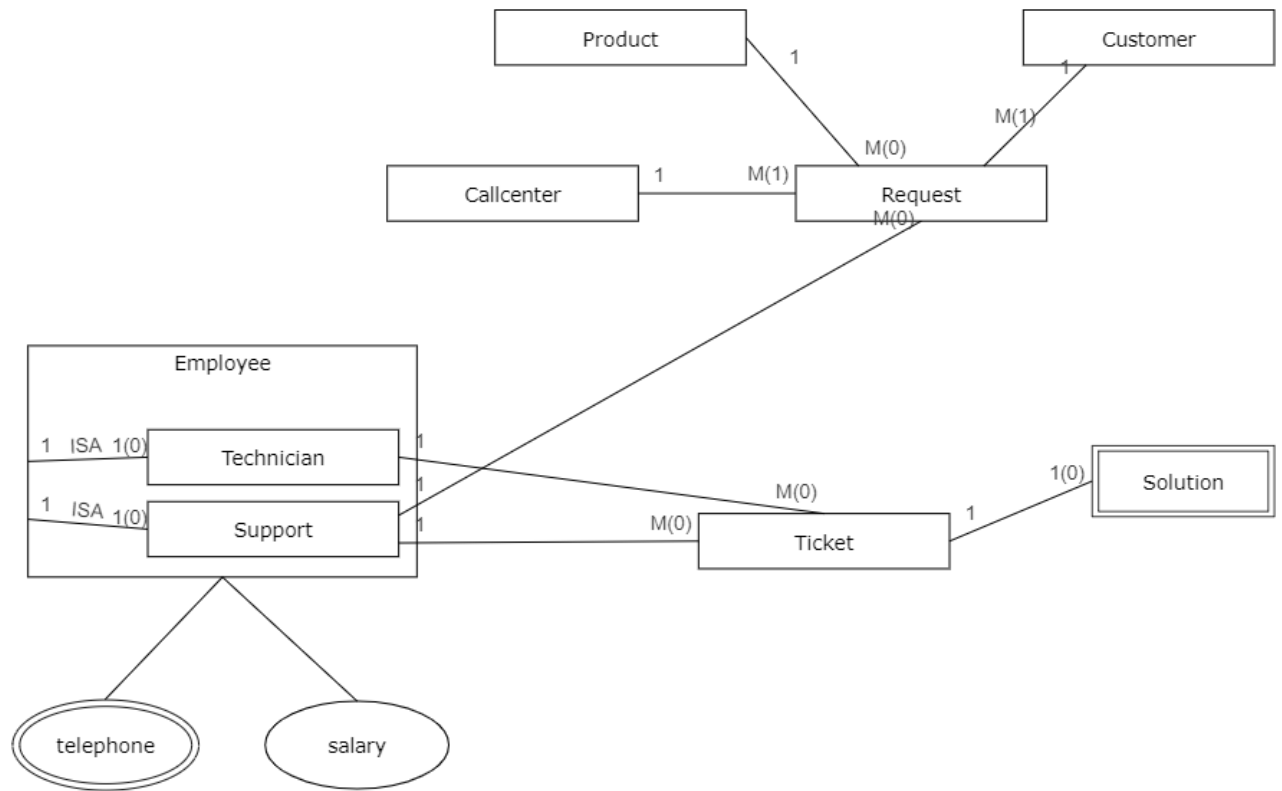 Product
Customer
1
1
M(1)
M(0)
Callcenter
1
M(1)
Request
M(0)
Employee
1
ISA
1(0)
Technician
1
1
ISA
1(0)
Support
1
1
M(0)
M(0)
Ticket
1
1(0)
Solution
telephone
salary